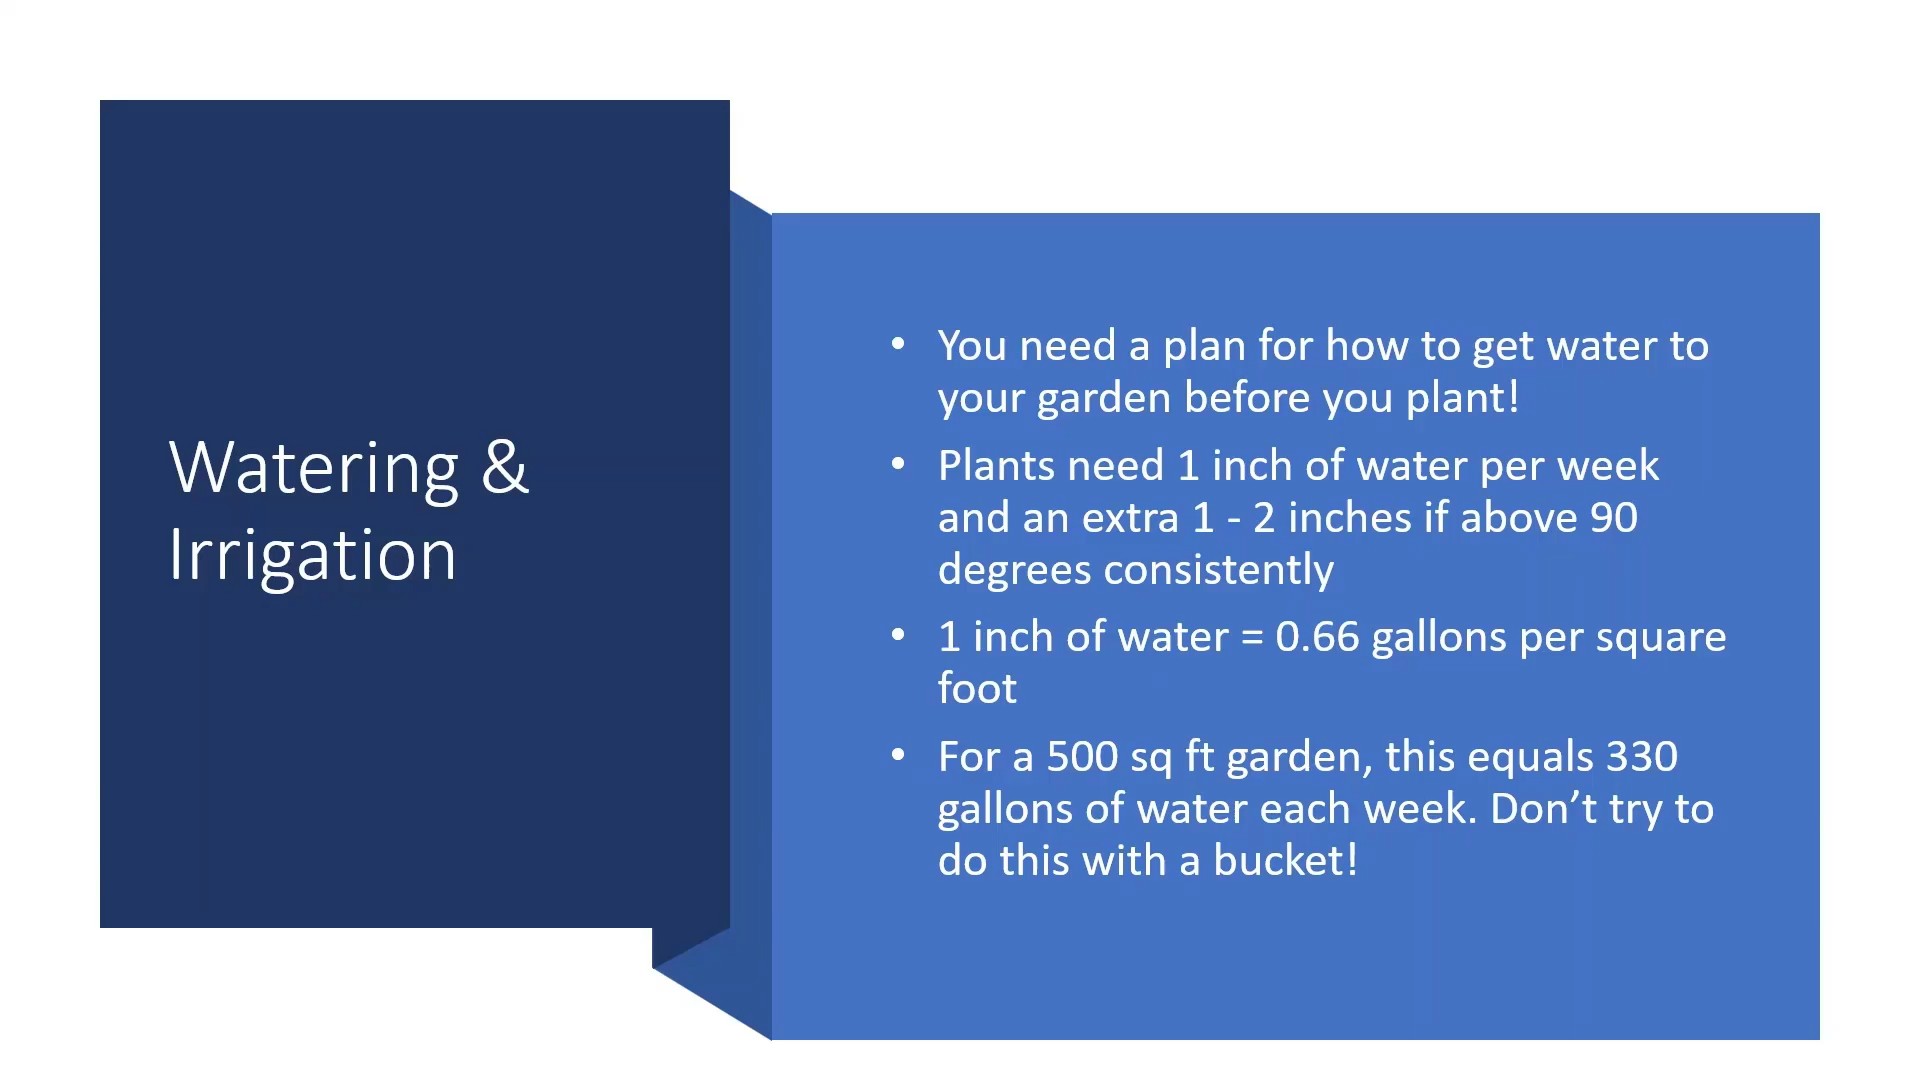 Watering &
Irrigation
• You need a plan for how to get water to
your garden before you plant!
• Plants need 1 inch of water per week
and an extra 1 - 2 inches if above 90
degrees consistently
• 1 inch of water = 0.66 gallons per square
foot
• For a 500 sq ft garden, this equals 330
gallons of water each week. Don’t try to
do this with a bucket!